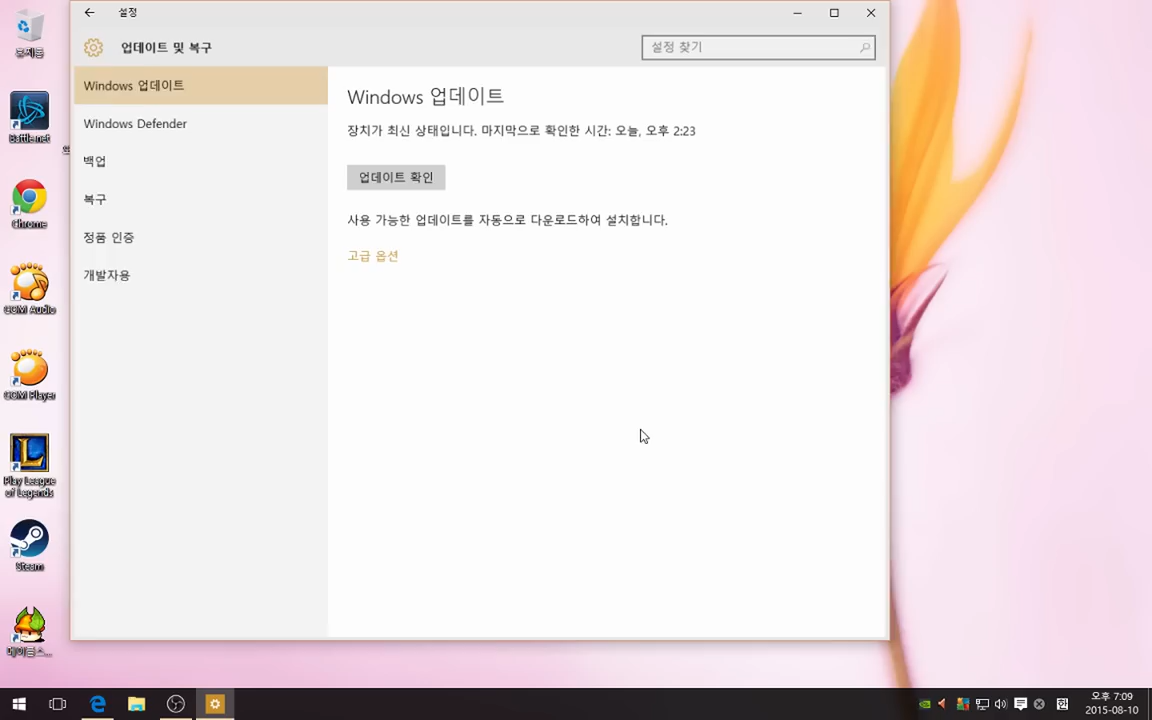 설정
업데이트 및 복구
설정 찾기
Windows 업데이트
Windows Defender
백업
복구
정품 인증
개발자용
Windows 업데이트
장치가 최신 상태입니다. 마지막으로 확인한 시간: 오늘, 오후 2:23
업데이트 확인
사용 가능한 업데이트를 자동으로 다운로드하여 설치합니다.
고급 옵션
휴지통
Battle.net
Chrome
GOM Audio
GOM Player
Play League
of Legends
Steam
메이플스...
한
오후 7:09
2015-08-10